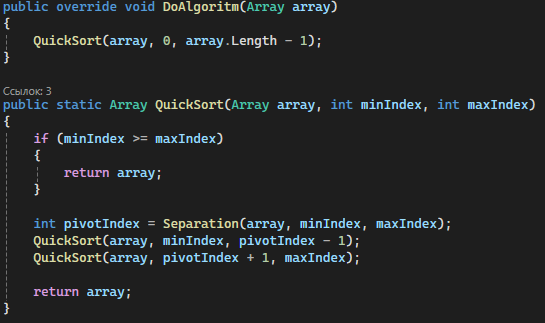 public override void DoAlgoritm(Array array)
{
    QuickSort(array, 0, array.Length - 1);
}
Ссылок: 3
public static Array QuickSort(Array array, int minIndex, int maxIndex)
{
    if (minIndex >= maxIndex)
    {
        return array;
    }
    int pivotIndex = Separation(array, minIndex, maxIndex);
    QuickSort(array, minIndex, pivotIndex - 1);
    QuickSort(array, pivotIndex + 1, maxIndex);
    return array;
}